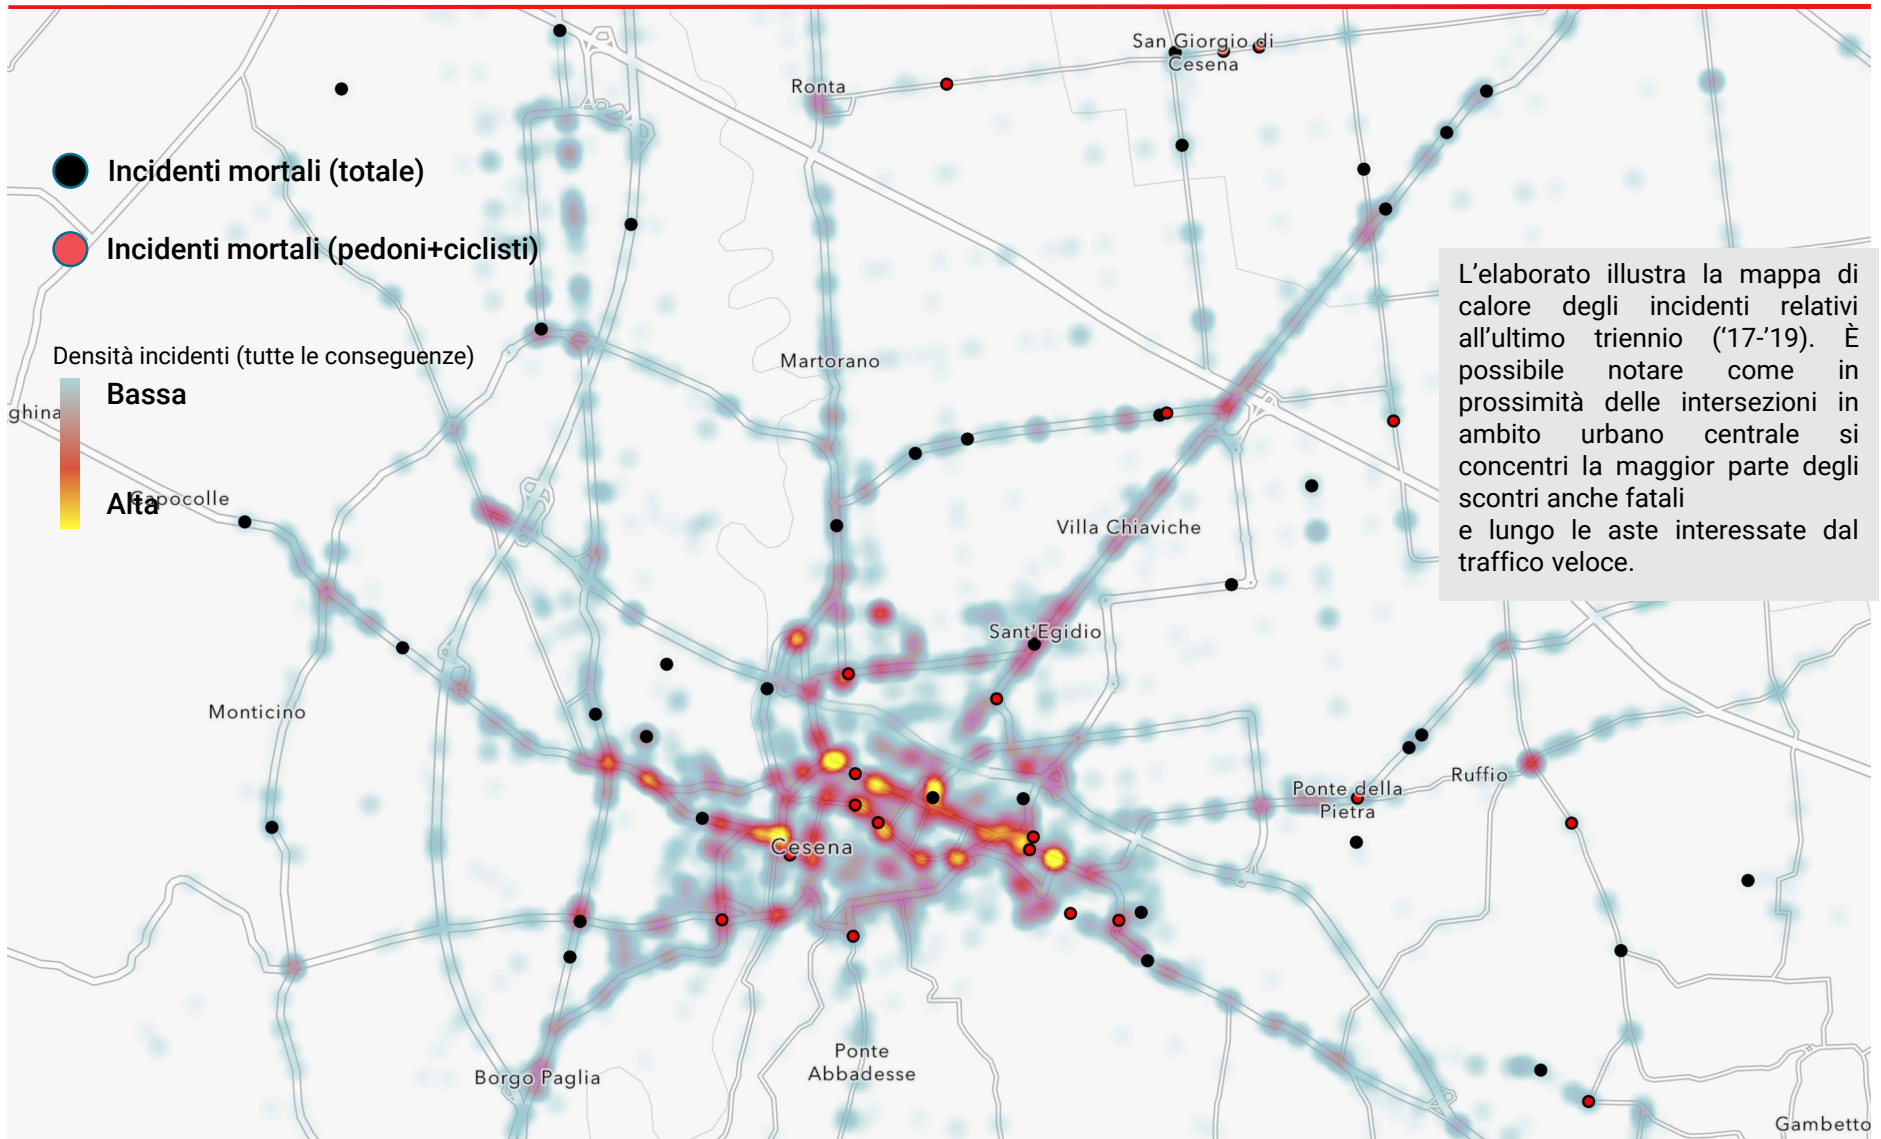 San Giorgio di
Cesena
Ronta
Incidenti mortali (totale)
Incidenti mortali (pedoni+ciclisti)
L'elaborato illustra la mappa di
calore degli incidenti relativi
all'ultimo triennio ('17-'19). È
possibile notare come in
prossimità delle intersezioni in
ambito urbano centrale si
concentri la maggior parte degli
scontri anche fatali
e lungo le aste interessate dal
traffico veloce.
Densità incidenti (tutte le conseguenze)
Bassa
Alta
Martorano
ghina
Capocolle
Villa Chiaviche
Sant'Egidio
Monticino
Ponte della
Pietra
Ruffio
Cesena
Ponte
Abbadesse
Borgo Paglia
Gambetto